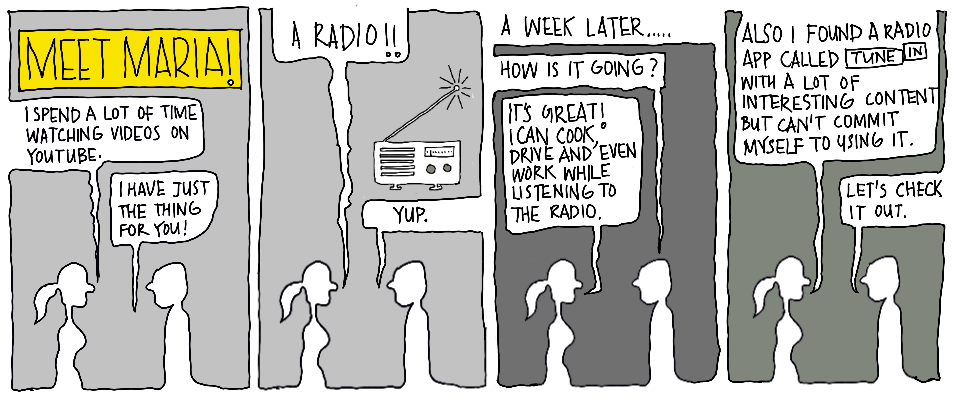 MEET MARIA!
I SPEND A LOT OF TIME
WATCHING VIDEOS ON
YOUTUBE.
I HAVE JUST
THE THING
FOR YOU!
A RADIO!!
YUP.
A WEEK LATER.....
HOW IS IT GOING?
IT'S GREAT!
I CAN COOK,
DRIVE AND EVEN
WORK WHILE
LISTENING TO
THE RADIO.
ALSO I FOUND A RADIO
APP CALLED TUNE IN
WITH A LOT OF
INTERESTING CONTENT
BUT CAN'T COMMIT
MYSELF TO USING IT.
LET'S CHECK
IT OUT.